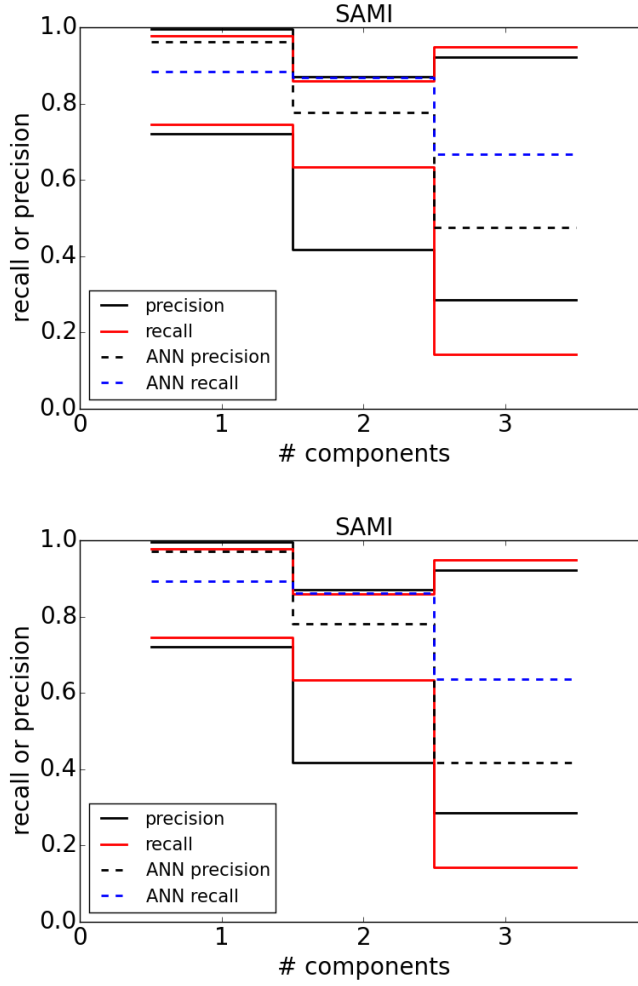 SAMI
1.0
0.8
0.6
0.4
0.2
0.0
recall or precision
precision
recall
ANN precision
ANN recall
0 1 2 3
# components
SAMI
1.0
0.8
0.6
0.4
0.2
0.0
recall or precision
precision
recall
ANN precision
ANN recall
0 1 2 3
# components